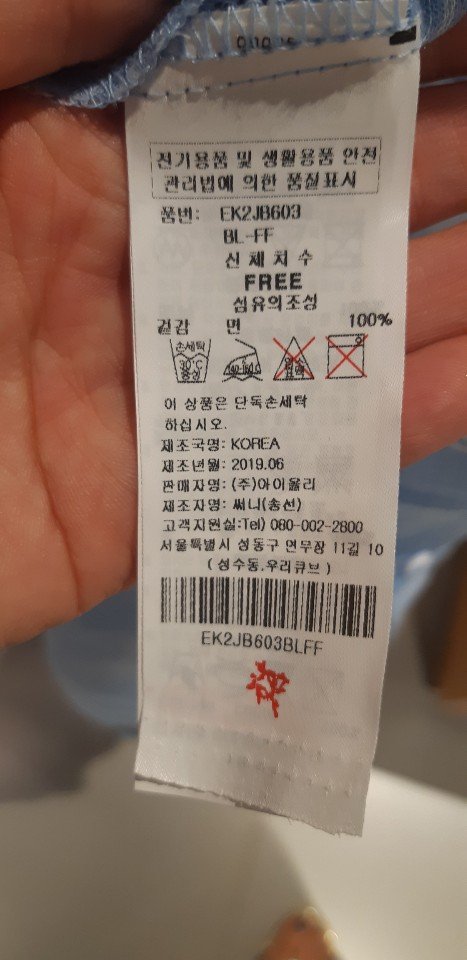 전기용품 및 생활용품 안전
관리법에 의한 품질표시
품번: EK2JB603
BL-FF
신체치수
FREE
섬유의조성
겉감 면 100%
손세탁 30℃ 중성
이 상품은 단독손세탁
하십시오.
제조국명: KOREA
제조년월: 2019.06
판매자명: (주)아이올리
제조자명: 써니(송선)
고객지원실:Tel) 080-002-2800
서울특별시 성동구 연무장 11길 10
(성수동.우리큐브)
EK2JB603BLFF